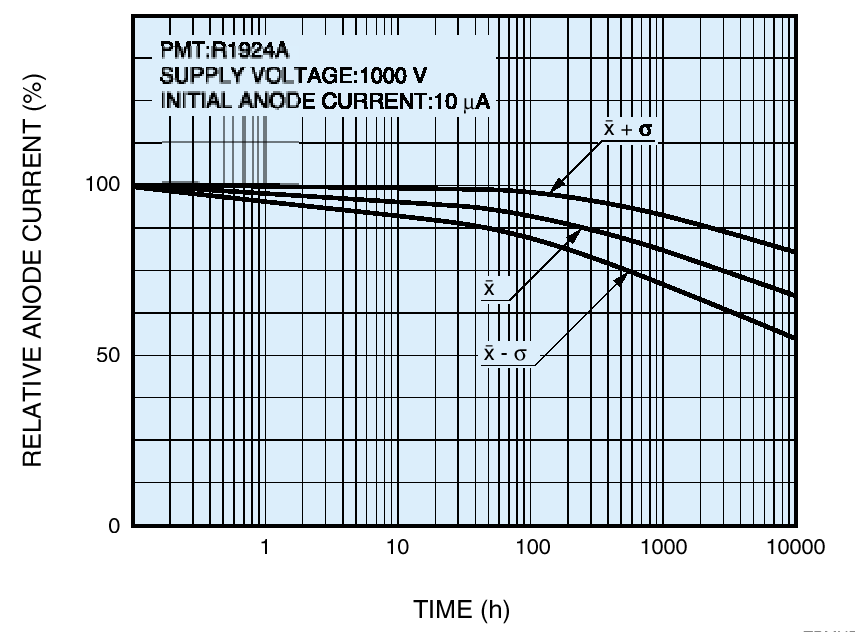 PMT:R1924A
SUPPLY VOLTAGE:1000 V
INITIAL ANODE CURRENT:10 μA
RELATIVE ANODE CURRENT (%)
100
50
0
x̄ + σ
x̄
x̄ - σ
1 10 100 1000 10000
TIME (h)